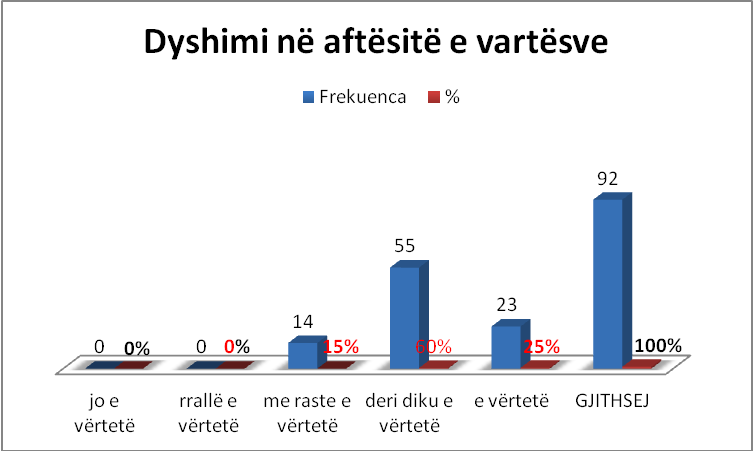 Dyshimi në aftësitë e vartësve
Frekuenca %
92
55
14
23
0 0% 0 0% 15% 60% 25% 100%
jo e vërtetë
rrallë e vërtetë
me raste e vërtetë
deri diku e vërtetë
e vërtetë
GJITHSEJ